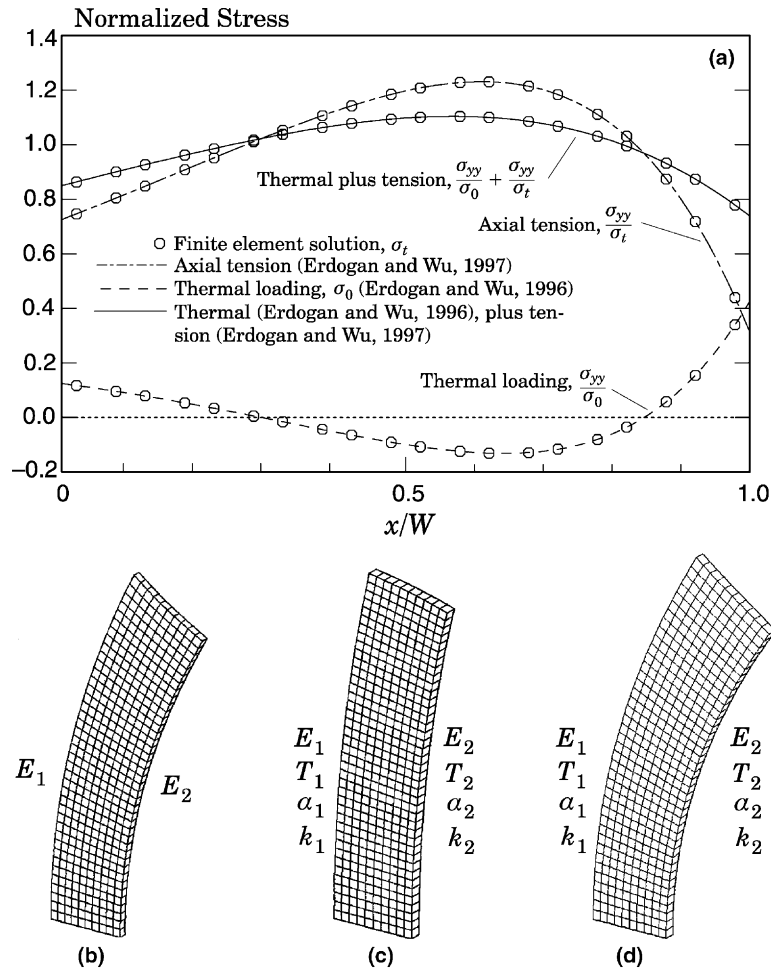 Normalized Stress
(a)
1.4
1.2
1.0
0.8
0.6
0.4
0.2
0.0
−0.2
Thermal plus tension, σyy/σ0 + σyy/σt
Axial tension, σyy/σt
Finite element solution, σt
Axial tension (Erdogan and Wu, 1997)
Thermal loading, σ0 (Erdogan and Wu, 1996)
Thermal (Erdogan and Wu, 1996), plus ten-
sion (Erdogan and Wu, 1997)
Thermal loading, σyy/σ0
0
0.5
1.0
x/W
E1
E2
(b)
E1
T1
α1
k1
E2
T2
α2
k2
(c)
E1
T1
α1
k1
E2
T2
α2
k2
(d)